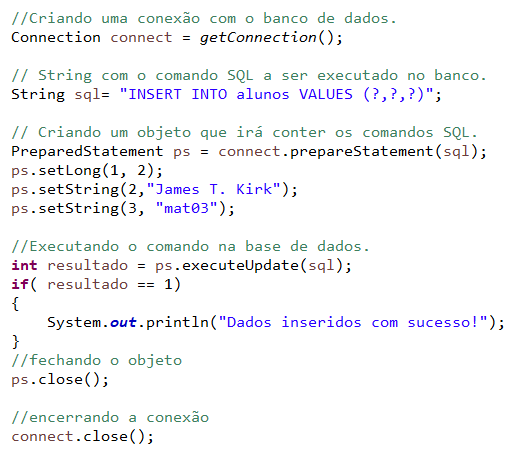 //Criando uma conexão com o banco de dados.
Connection connect = getConnection();
// String com o comando SQL a ser executado no banco.
String sql= "INSERT INTO alunos VALUES (?,?,?)";
// Criando um objeto que irá conter os comandos SQL.
PreparedStatement ps = connect.prepareStatement(sql);
ps.setLong(1, 2);
ps.setString(2,"James T. Kirk");
ps.setString(3, "mat03");
//Executando o comando na base de dados.
int resultado = ps.executeUpdate(sql);
if( resultado == 1)
{
    System.out.println("Dados inseridos com sucesso!");
}
//fechando o objeto
ps.close();
//encerrando a conexão
connect.close();